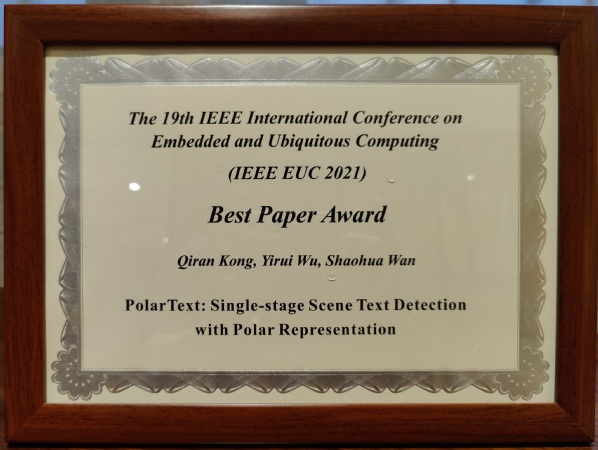 The 19th IEEE International Conference on
Embedded and Ubiquitous Computing
(IEEE EUC 2021)
Best Paper Award
Qiran Kong, Yirui Wu, Shaohua Wan
PolarText: Single-stage Scene Text Detection
with Polar Representation